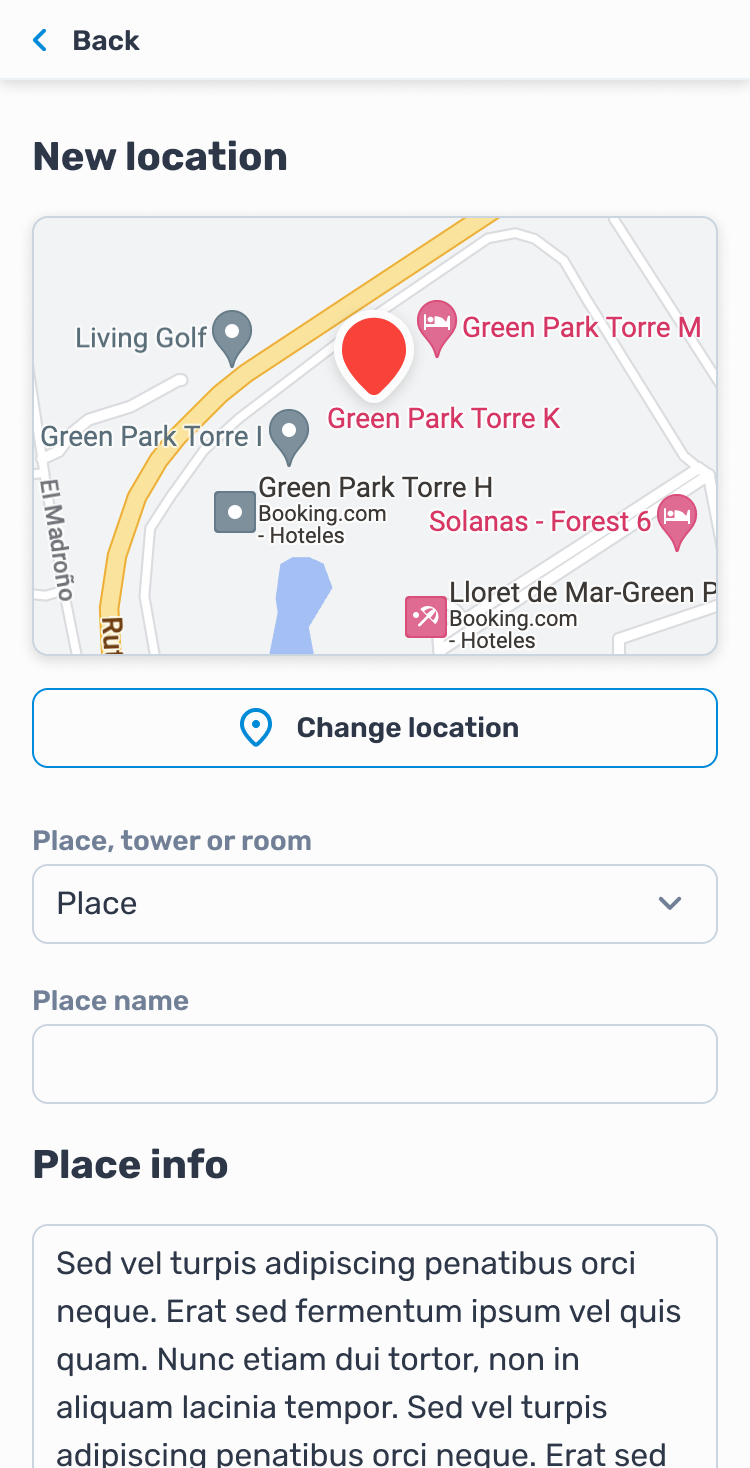 Back
New location
Living Golf
Green Park Torre M
Green Park Torre K
Green Park Torre I
Green Park Torre H
Booking.com
- Hoteles
Solanas - Forest 6
El Madroño
Lloret de Mar-Green P
Booking.com
- Hoteles
Rut
Change location
Place, tower or room
Place
Place name
Place info
Sed vel turpis adipiscing penatibus orci
neque. Erat sed fermentum ipsum vel quis
quam. Nunc etiam dui tortor, non in
aliquam lacinia tempor. Sed vel turpis
adipiscing penatibus orci neque. Erat sed